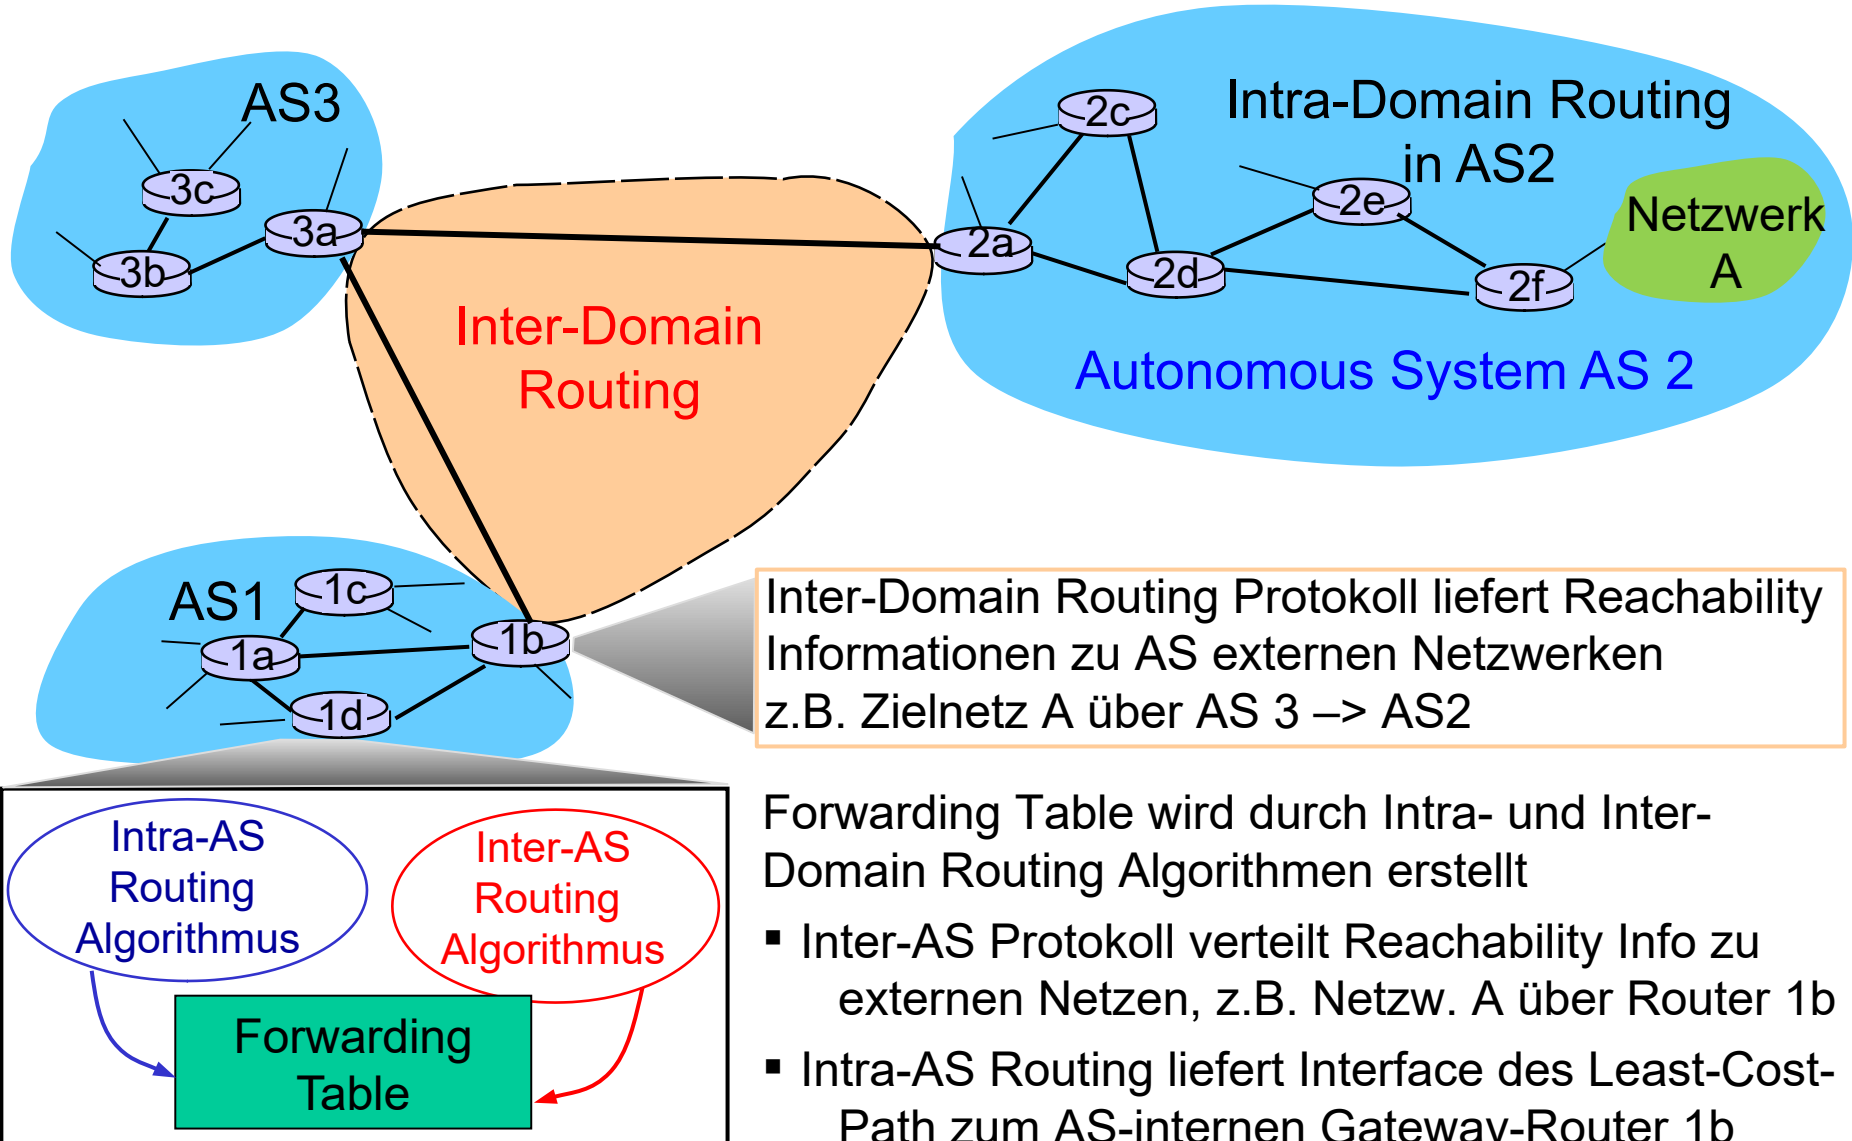 AS3
3c
3a
3b
2c
Intra-Domain Routing
in AS2
2e
2a
2d
2f
Netzwerk
A
Inter-Domain
Routing
Autonomous System AS 2
AS1
1c
1a
1b
1d
Inter-Domain Routing Protokoll liefert Reachability
Informationen zu AS externen Netzwerken
z.B. Zielnetz A über AS 3 –> AS2
Intra-AS
Routing
Algorithmus
Inter-AS
Routing
Algorithmus
Forwarding
Table
Forwarding Table wird durch Intra- und Inter-
Domain Routing Algorithmen erstellt
▪ Inter-AS Protokoll verteilt Reachability Info zu
externen Netzen, z.B. Netzw. A über Router 1b
▪ Intra-AS Routing liefert Interface des Least-Cost-
Path zum AS-internen Gateway-Router 1b